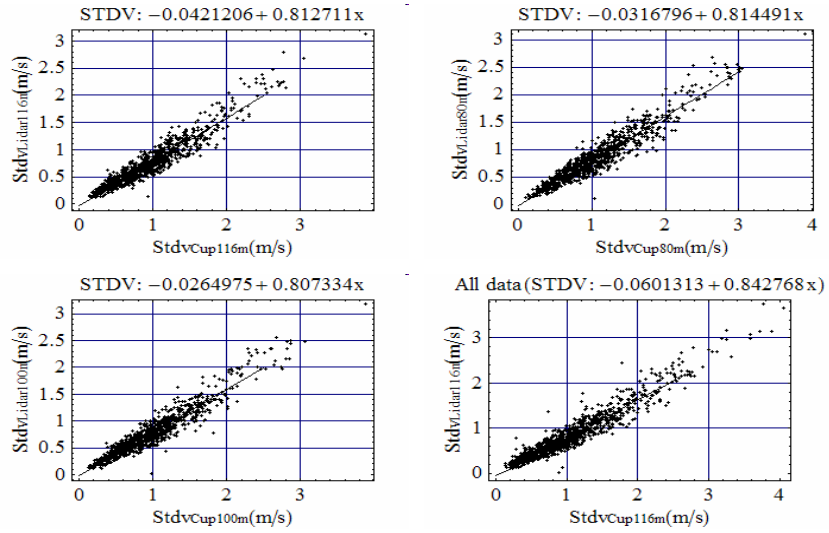 STDV: −0.0421206+0.812711x
3
2.5
2
1.5
1
0.5
0
StdvLidar116m(m/s)
0 1 2 3
StdvCup116m(m/s)
STDV: −0.0316796+0.814491x
3
2.5
2
1.5
1
0.5
0
StdvLidar80m(m/s)
0 1 2 3 4
StdvCup80m(m/s)
STDV: −0.0264975+0.807334x
3
2.5
2
1.5
1
0.5
0
StdvLidar100m(m/s)
0 1 2 3
StdvCup100m(m/s)
All data(STDV: −0.0601313+0.842768x)
3
2
1
0
StdvLidar116m(m/s)
0 1 2 3 4
StdvCup116m(m/s)